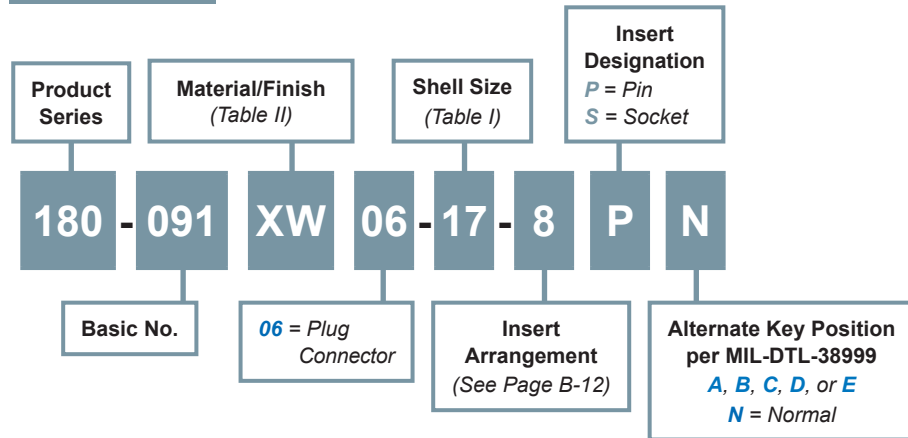 Product
Series
Material/Finish
(Table II)
Shell Size
(Table I)
Insert
Designation
P = Pin
S = Socket
180 - 091 XW 06 - 17 - 8 P N
Basic No.
06 = Plug
Connector
Insert
Arrangement
(See Page B-12)
Alternate Key Position
per MIL-DTL-38999
A, B, C, D, or E
N = Normal